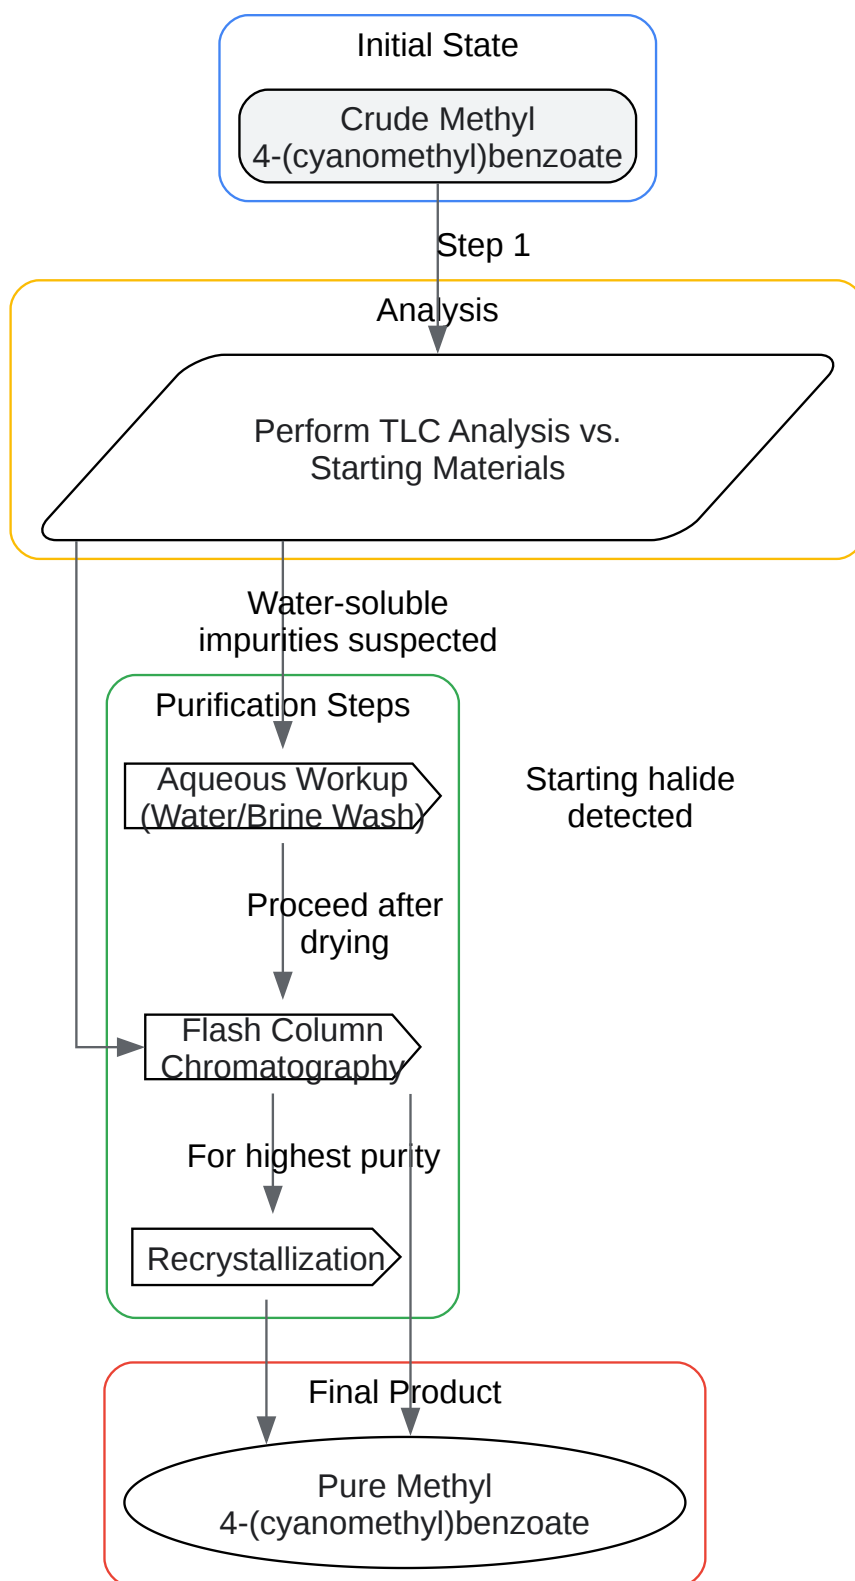 Initial State
Crude Methyl
4-(cyanomethyl)benzoate
Step 1
Analysis
Perform TLC Analysis vs.
Starting Materials
Water-soluble
impurities suspected
Purification Steps
Aqueous Workup
(Water/Brine Wash)
Starting halide
detected
Proceed after
drying
Flash Column
Chromatography
For highest purity
Recrystallization
Final Product
Pure Methyl
4-(cyanomethyl)benzoate